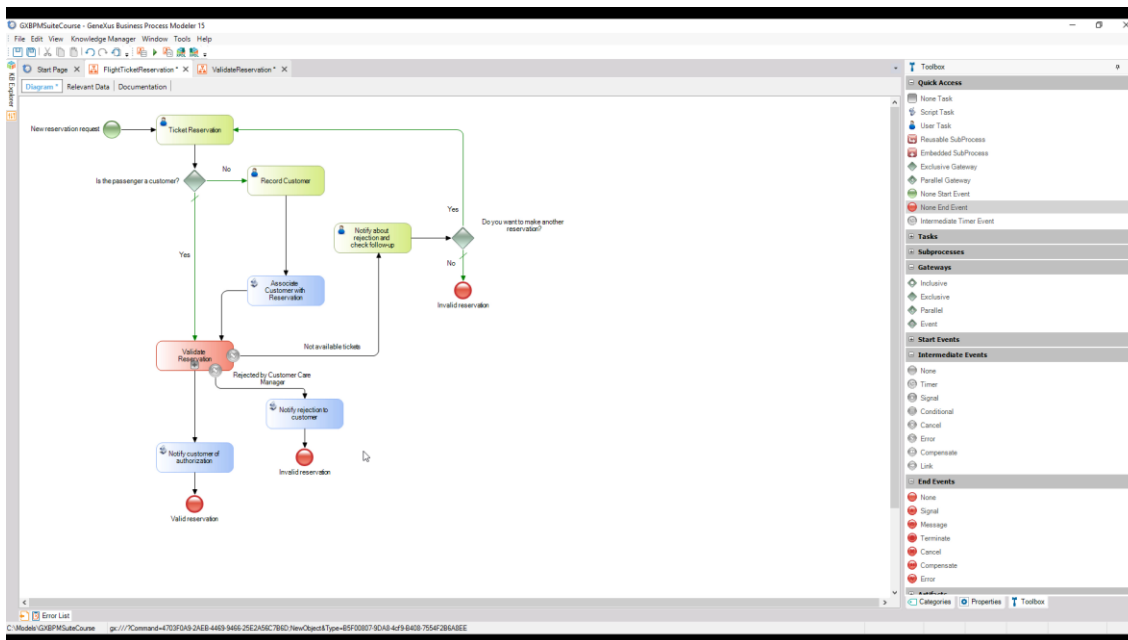 GXBPMSuiteCourse - GeneXus Business Process Modeler 15
File Edit View Knowledge Manager Window Tools Help
Start Page X FlightTicketReservation * X ValidateReservation * X
KB Explorer
Diagram * Relevant Data Documentation
New reservation request
Ticket Reservation
Is the passenger a customer?
No
Record Customer
Yes
Do you want to make another
reservation?
Notify about
rejection and
check follow-up
Yes
No
Associate
Customer with
Reservation
Invalid reservation
Validate
Reservation
Not available tickets
Rejected by Customer Care
Manager
Notify rejection to
customer
Notify customer of
authorization
Invalid reservation
Valid reservation
Toolbox
Quick Access
None Task
Script Task
User Task
Reusable SubProcess
Embedded SubProcess
Exclusive Gateway
Parallel Gateway
None Start Event
None End Event
Intermediate Timer Event
Tasks
Subprocesses
Gateways
Inclusive
Exclusive
Parallel
Event
Start Events
Intermediate Events
None
Timer
Signal
Conditional
Cancel
Error
Compensate
Link
End Events
None
Signal
Message
Terminate
Cancel
Compensate
Error
Artifacts
Categories Properties Toolbox
Error List
C:\Models\GXBPMSuiteCourse